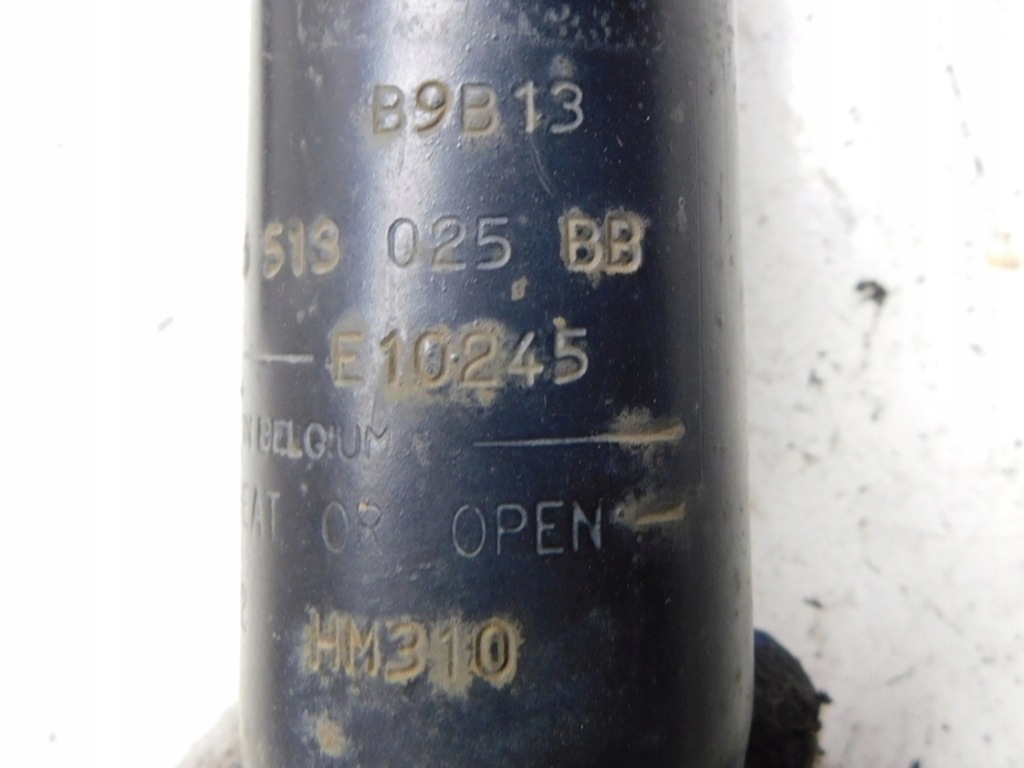 B9B13
513 025 BB
E10245
BELGIUM
OR OPEN
HM310